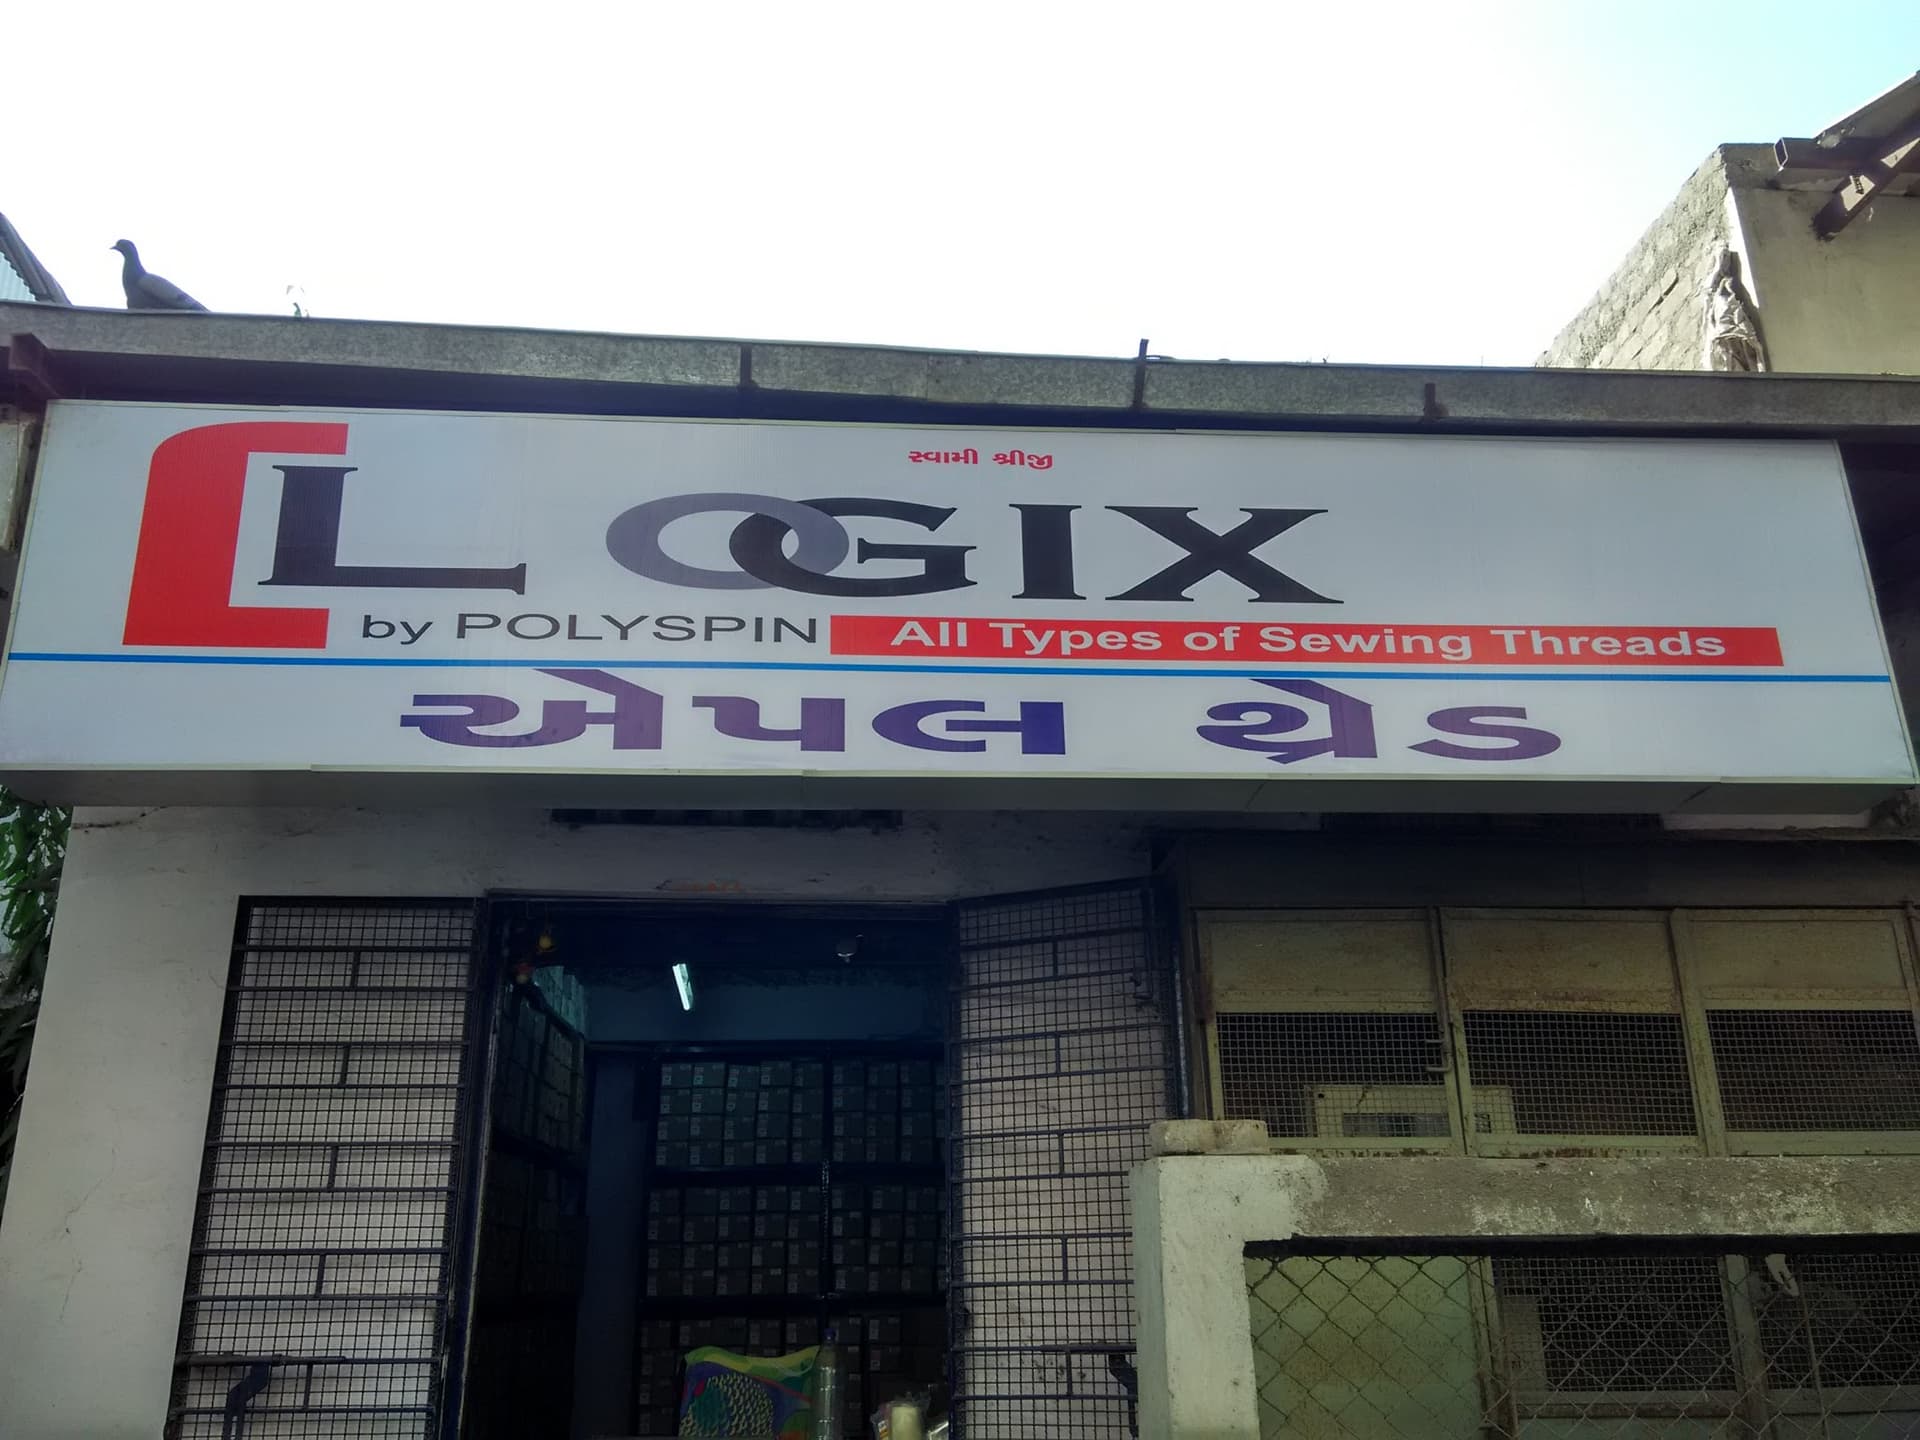 સ્વામી શ્રીજી
LOGIX
by POLYSPIN All Types of Sewing Threads
એપલ થ્રેડ